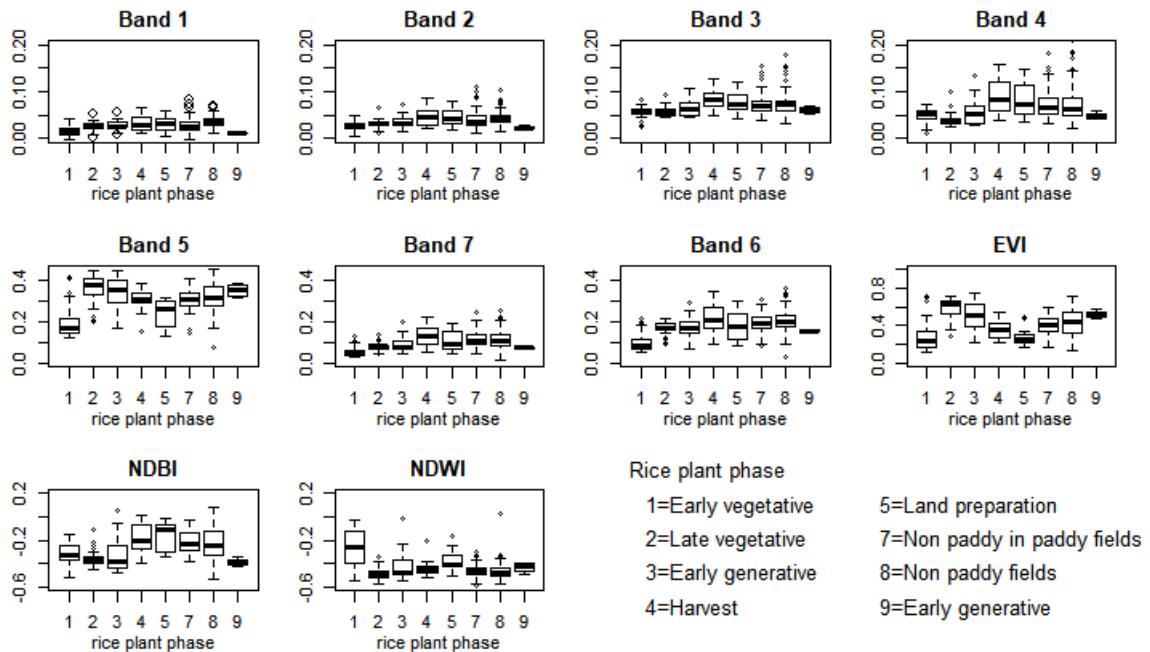 Band 1 Band 2 Band 3 Band 4
0.00 0.10 0.20 0.00 0.10 0.20 0.00 0.10 0.20 0.00 0.10 0.20
1 2 3 4 5 7 8 9 1 2 3 4 5 7 8 9 1 2 3 4 5 7 8 9 1 2 3 4 5 7 8 9
rice plant phase rice plant phase rice plant phase rice plant phase
Band 5 Band 7 Band 6 EVI
0.0 0.2 0.4 0.0 0.2 0.4 0.0 0.2 0.4 0.0 0.4 0.8
1 2 3 4 5 7 8 9 1 2 3 4 5 7 8 9 1 2 3 4 5 7 8 9 1 2 3 4 5 7 8 9
rice plant phase rice plant phase rice plant phase rice plant phase
NDBI NDWI
-0.6 -0.2 0.2 -0.6 -0.2 0.2
1 2 3 4 5 7 8 9 1 2 3 4 5 7 8 9
rice plant phase rice plant phase
Rice plant phase
1=Early vegetative 5=Land preparation
2=Late vegetative 7=Non paddy in paddy fields
3=Early generative 8=Non paddy fields
4=Harvest 9=Early generative